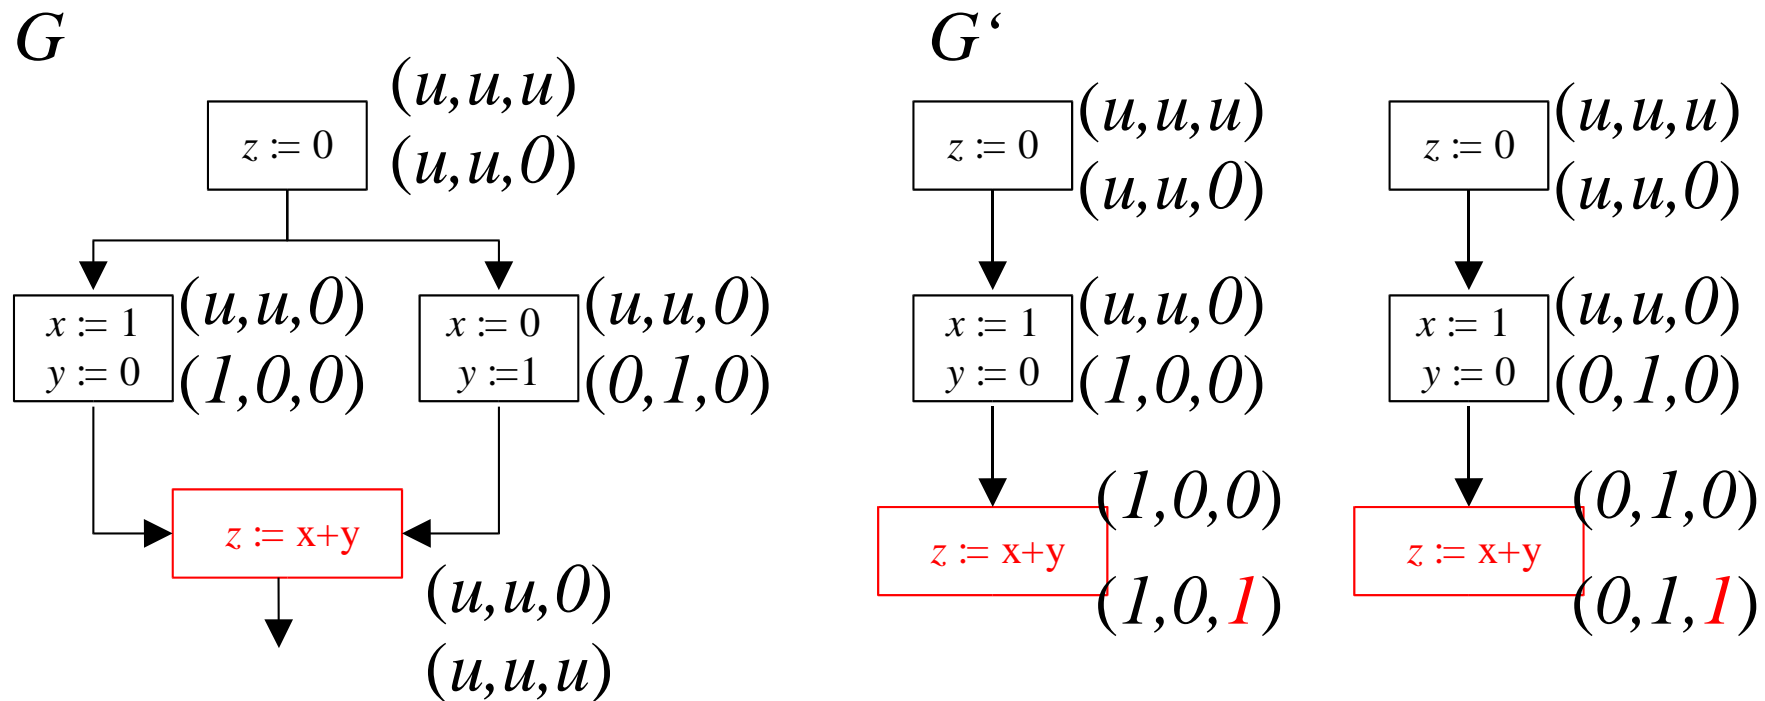 G
(u,u,u)
z := 0
(u,u,0)
x := 1
y := 0
(u,u,0)
(1,0,0)
x := 0
y :=1
(u,u,0)
(0,1,0)
z := x+y
(u,u,0)
(u,u,u)
G‘
z := 0
(u,u,u)
(u,u,0)
x := 1
y := 0
(u,u,0)
(1,0,0)
z := x+y
(1,0,0)
(1,0,1)
z := 0
(u,u,u)
(u,u,0)
x := 1
y := 0
(u,u,0)
(0,1,0)
z := x+y
(0,1,0)
(0,1,1)